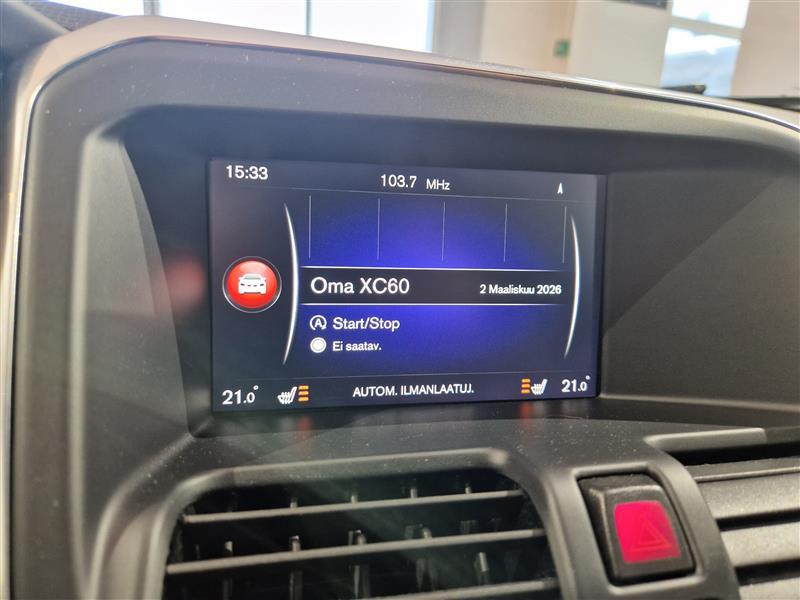 15:33
103.7 MHz
Oma XC60
2 Maaliskuu 2026
A Start/Stop
Ei saatav.
21.0°
AUTOM. ILMANLAATUJ.
21.0°